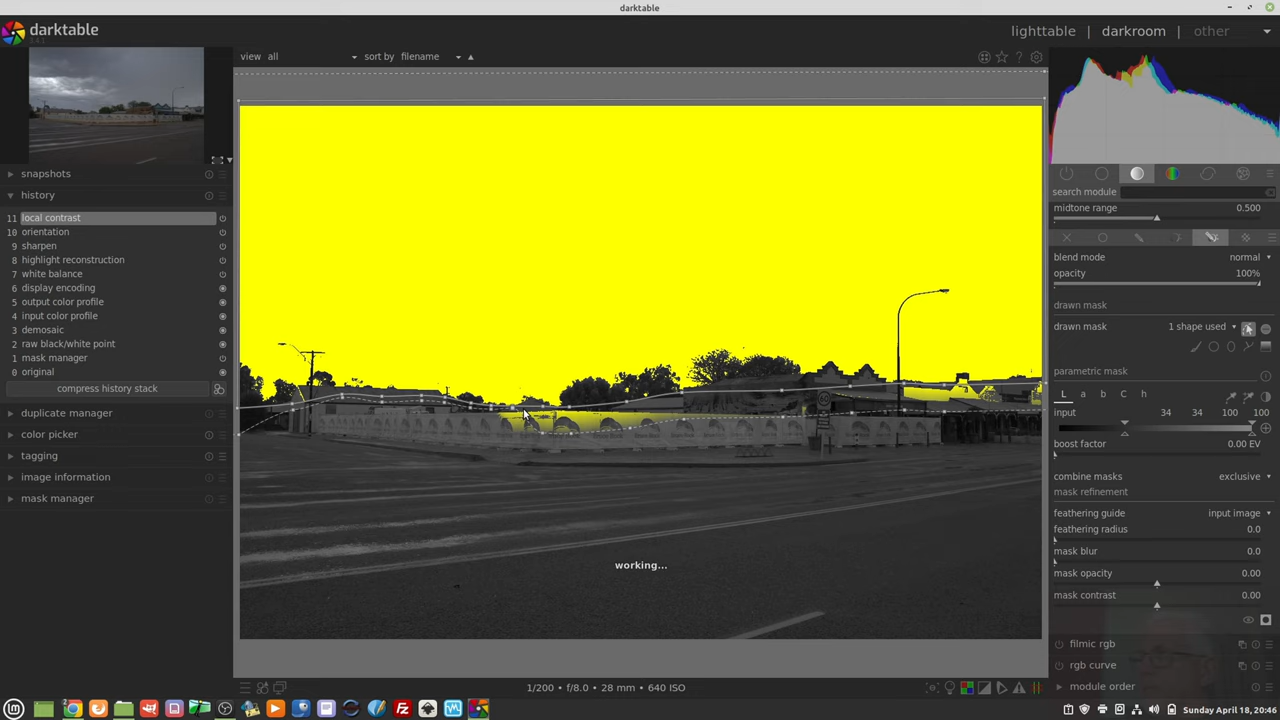 darktable
darktable
3.4.1
lighttable | darkroom | other
view all
sort by filename
snapshots
history
11 local contrast
10 orientation
9 sharpen
8 highlight reconstruction
7 white balance
6 display encoding
5 output color profile
4 input color profile
3 demosaic
2 raw black/white point
1 mask manager
0 original
compress history stack
duplicate manager
color picker
tagging
image information
mask manager
working...
1/200 • f/8.0 • 28 mm • 640 ISO
search module
midtone range 0.500
blend mode normal
opacity 100%
drawn mask
drawn mask 1 shape used
parametric mask
L a b C h
input 34 34 100 100
boost factor 0.00 EV
combine masks exclusive
mask refinement
feathering guide input image
feathering radius 0.0
mask blur 0.0
mask opacity 0.00
mask contrast 0.00
filmic rgb
rgb curve
module order
Sunday April 18, 20:46